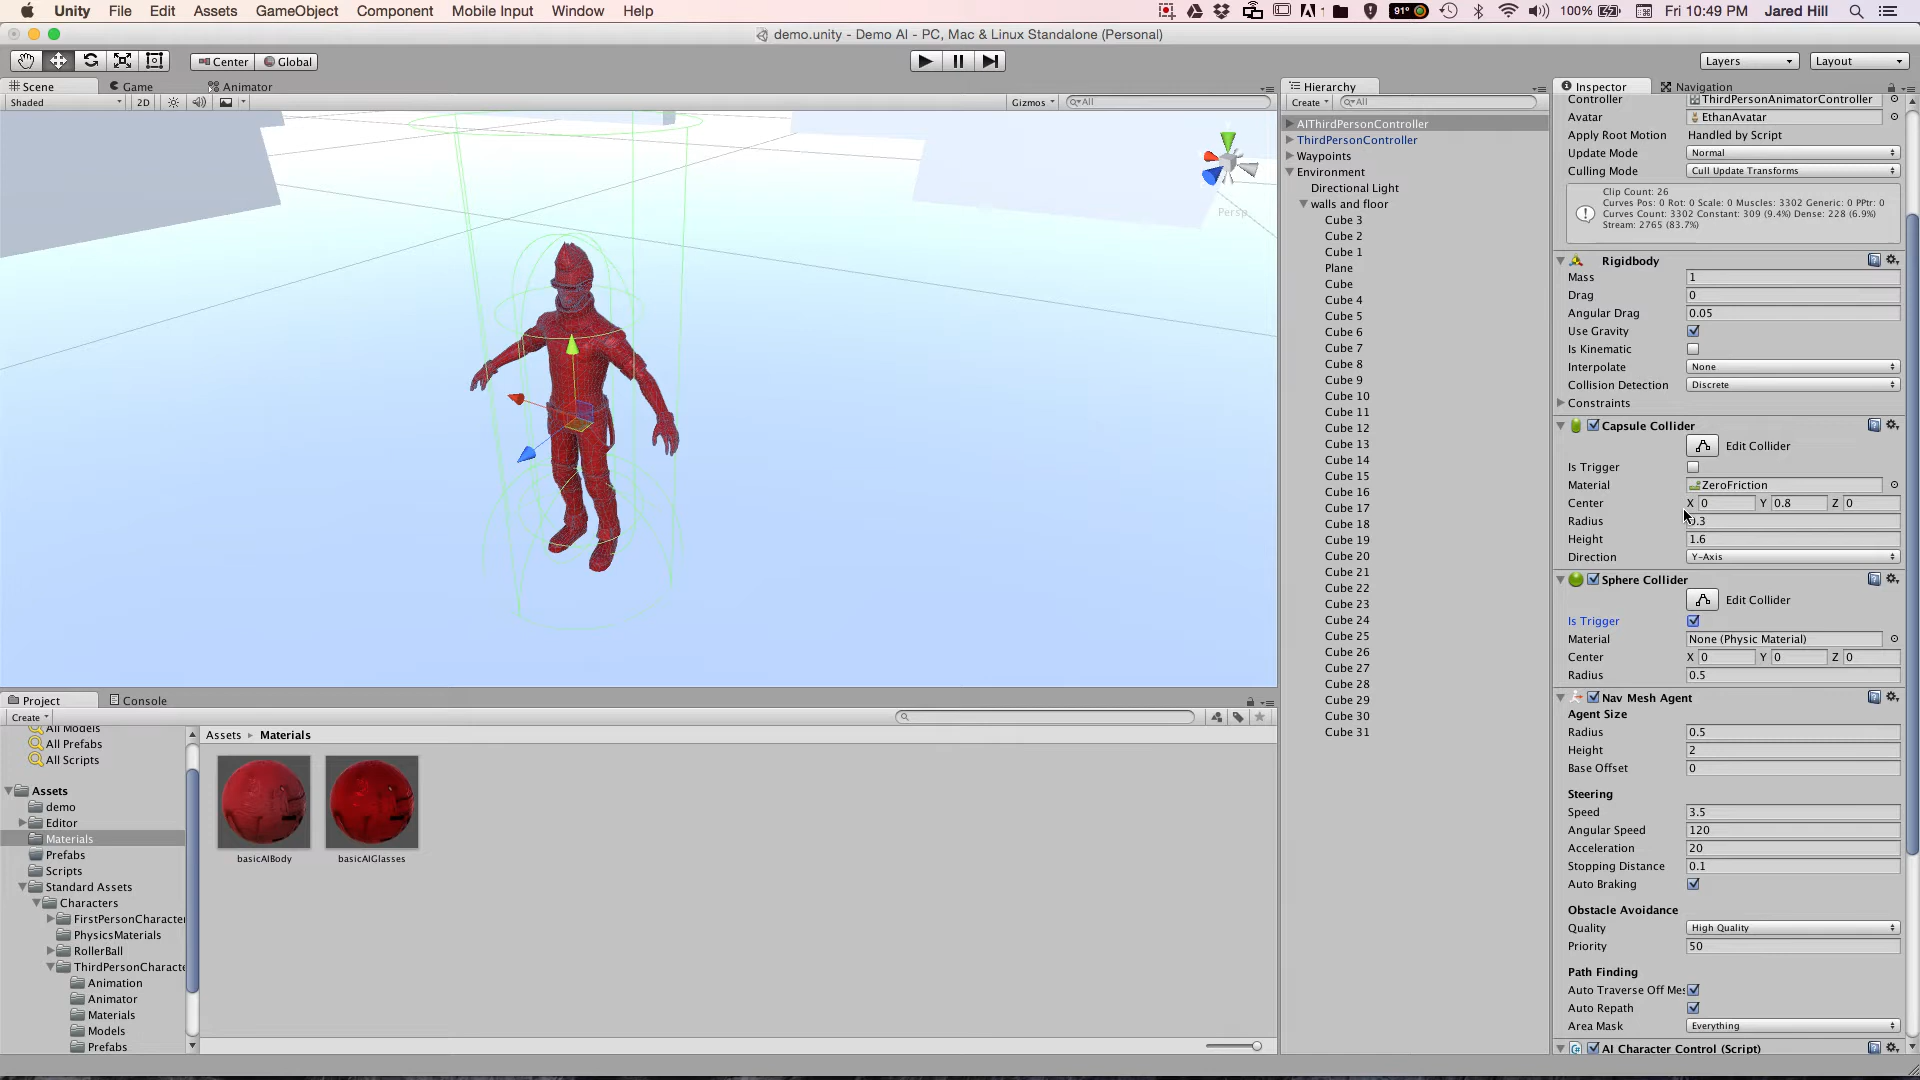 Unity File Edit Assets GameObject Component Mobile Input Window Help 91° 100% Fri 10:49 PM Jared Hill
demo.unity - Demo AI - PC, Mac & Linux Standalone (Personal)
Center Global Layers Layout
Scene Game Animator
Shaded 2D Gizmos All
Persp
Hierarchy
Create All
AIThirdPersonController
ThirdPersonController
Waypoints
Environment
Directional Light
walls and floor
Cube 3
Cube 2
Cube 1
Plane
Cube
Cube 4
Cube 5
Cube 6
Cube 7
Cube 8
Cube 9
Cube 10
Cube 11
Cube 12
Cube 13
Cube 14
Cube 15
Cube 16
Cube 17
Cube 18
Cube 19
Cube 20
Cube 21
Cube 22
Cube 23
Cube 24
Cube 25
Cube 26
Cube 27
Cube 28
Cube 29
Cube 30
Cube 31
Inspector Navigation
Controller ThirdPersonAnimatorController
Avatar EthanAvatar
Apply Root Motion Handled by Script
Update Mode Normal
Culling Mode Cull Update Transforms
Clip Count: 26
Curves Pos: 0 Rot: 0 Scale: 0 Muscles: 3302 Generic: 0 PPtr: 0
Curves Count: 3302 Constant: 309 (9.4%) Dense: 228 (6.9%)
Stream: 2765 (83.7%)
Rigidbody
Mass 1
Drag 0
Angular Drag 0.05
Use Gravity
Is Kinematic
Interpolate None
Collision Detection Discrete
Constraints
Capsule Collider
Edit Collider
Is Trigger
Material ZeroFriction
Center X 0 Y 0.8 Z 0
Radius 0.3
Height 1.6
Direction Y-Axis
Sphere Collider
Edit Collider
Is Trigger
Material None (Physic Material)
Center X 0 Y 0 Z 0
Radius 0.5
Nav Mesh Agent
Agent Size
Radius 0.5
Height 2
Base Offset 0
Steering
Speed 3.5
Angular Speed 120
Acceleration 20
Stopping Distance 0.1
Auto Braking
Obstacle Avoidance
Quality High Quality
Priority 50
Path Finding
Auto Traverse Off Mes
Auto Repath
Area Mask Everything
AI Character Control (Script)
Project Console
Create
All Models
All Prefabs
All Scripts
Assets
demo
Editor
Materials
Prefabs
Scripts
Standard Assets
Characters
FirstPersonCharacter
PhysicsMaterials
RollerBall
ThirdPersonCharacte
Animation
Animator
Materials
Models
Prefabs
Assets Materials
basicAIBody basicAIGlasses